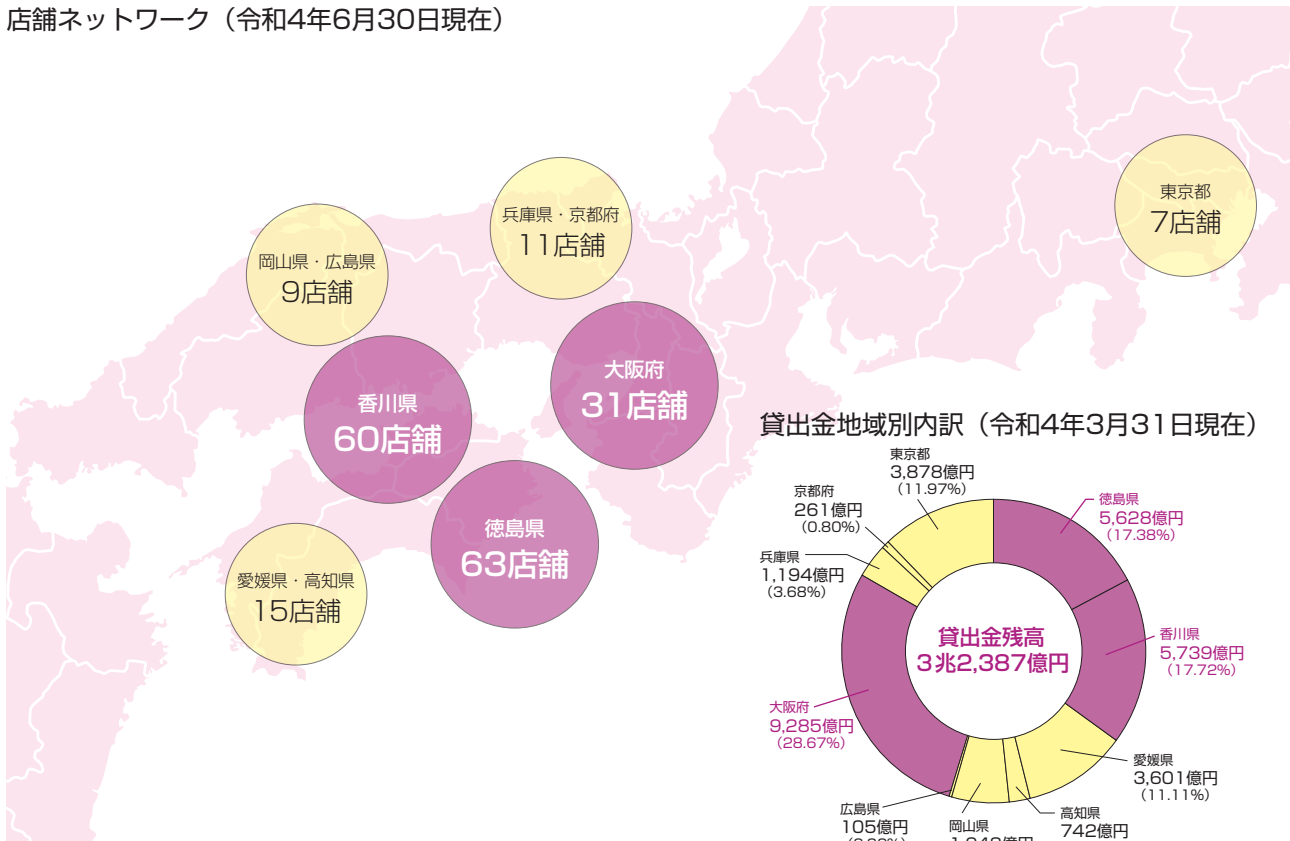 店舗ネットワーク（令和4年6月30日現在）
東京都
7店舗
兵庫県・京都府
11店舗
岡山県・広島県
9店舗
大阪府
31店舗
香川県
60店舗
徳島県
63店舗
愛媛県・高知県
15店舗
貸出金地域別内訳（令和4年3月31日現在）
東京都
3,878億円
（11.97%）
京都府
261億円
（0.80%）
兵庫県
1,194億円
（3.68%）
徳島県
5,628億円
（17.38%）
香川県
5,739億円
（17.72%）
貸出金残高
3兆2,387億円
大阪府
9,285億円
（28.67%）
愛媛県
3,601億円
（11.11%）
高知県
742億円
岡山県
広島県
105億円